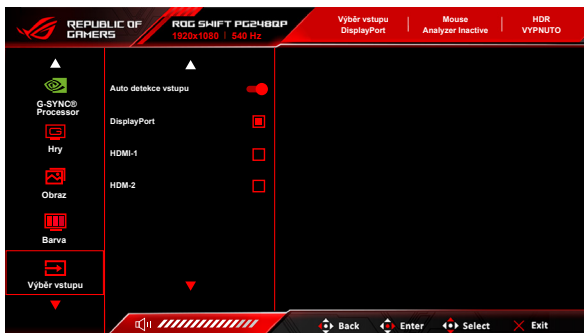 REPUBLIC OF
GAMERS
ROG SWIFT PG248QP
1920x1080 | 540 Hz
Výběr vstupu
DisplayPort
Mouse
Analyzer Inactive
HDR
VYPNUTO
G-SYNC®
Processor
Hry
Obraz
Barva
Výběr vstupu
Auto detekce vstupu
DisplayPort
HDMI-1
HDM-2
Back
Enter
Select
Exit